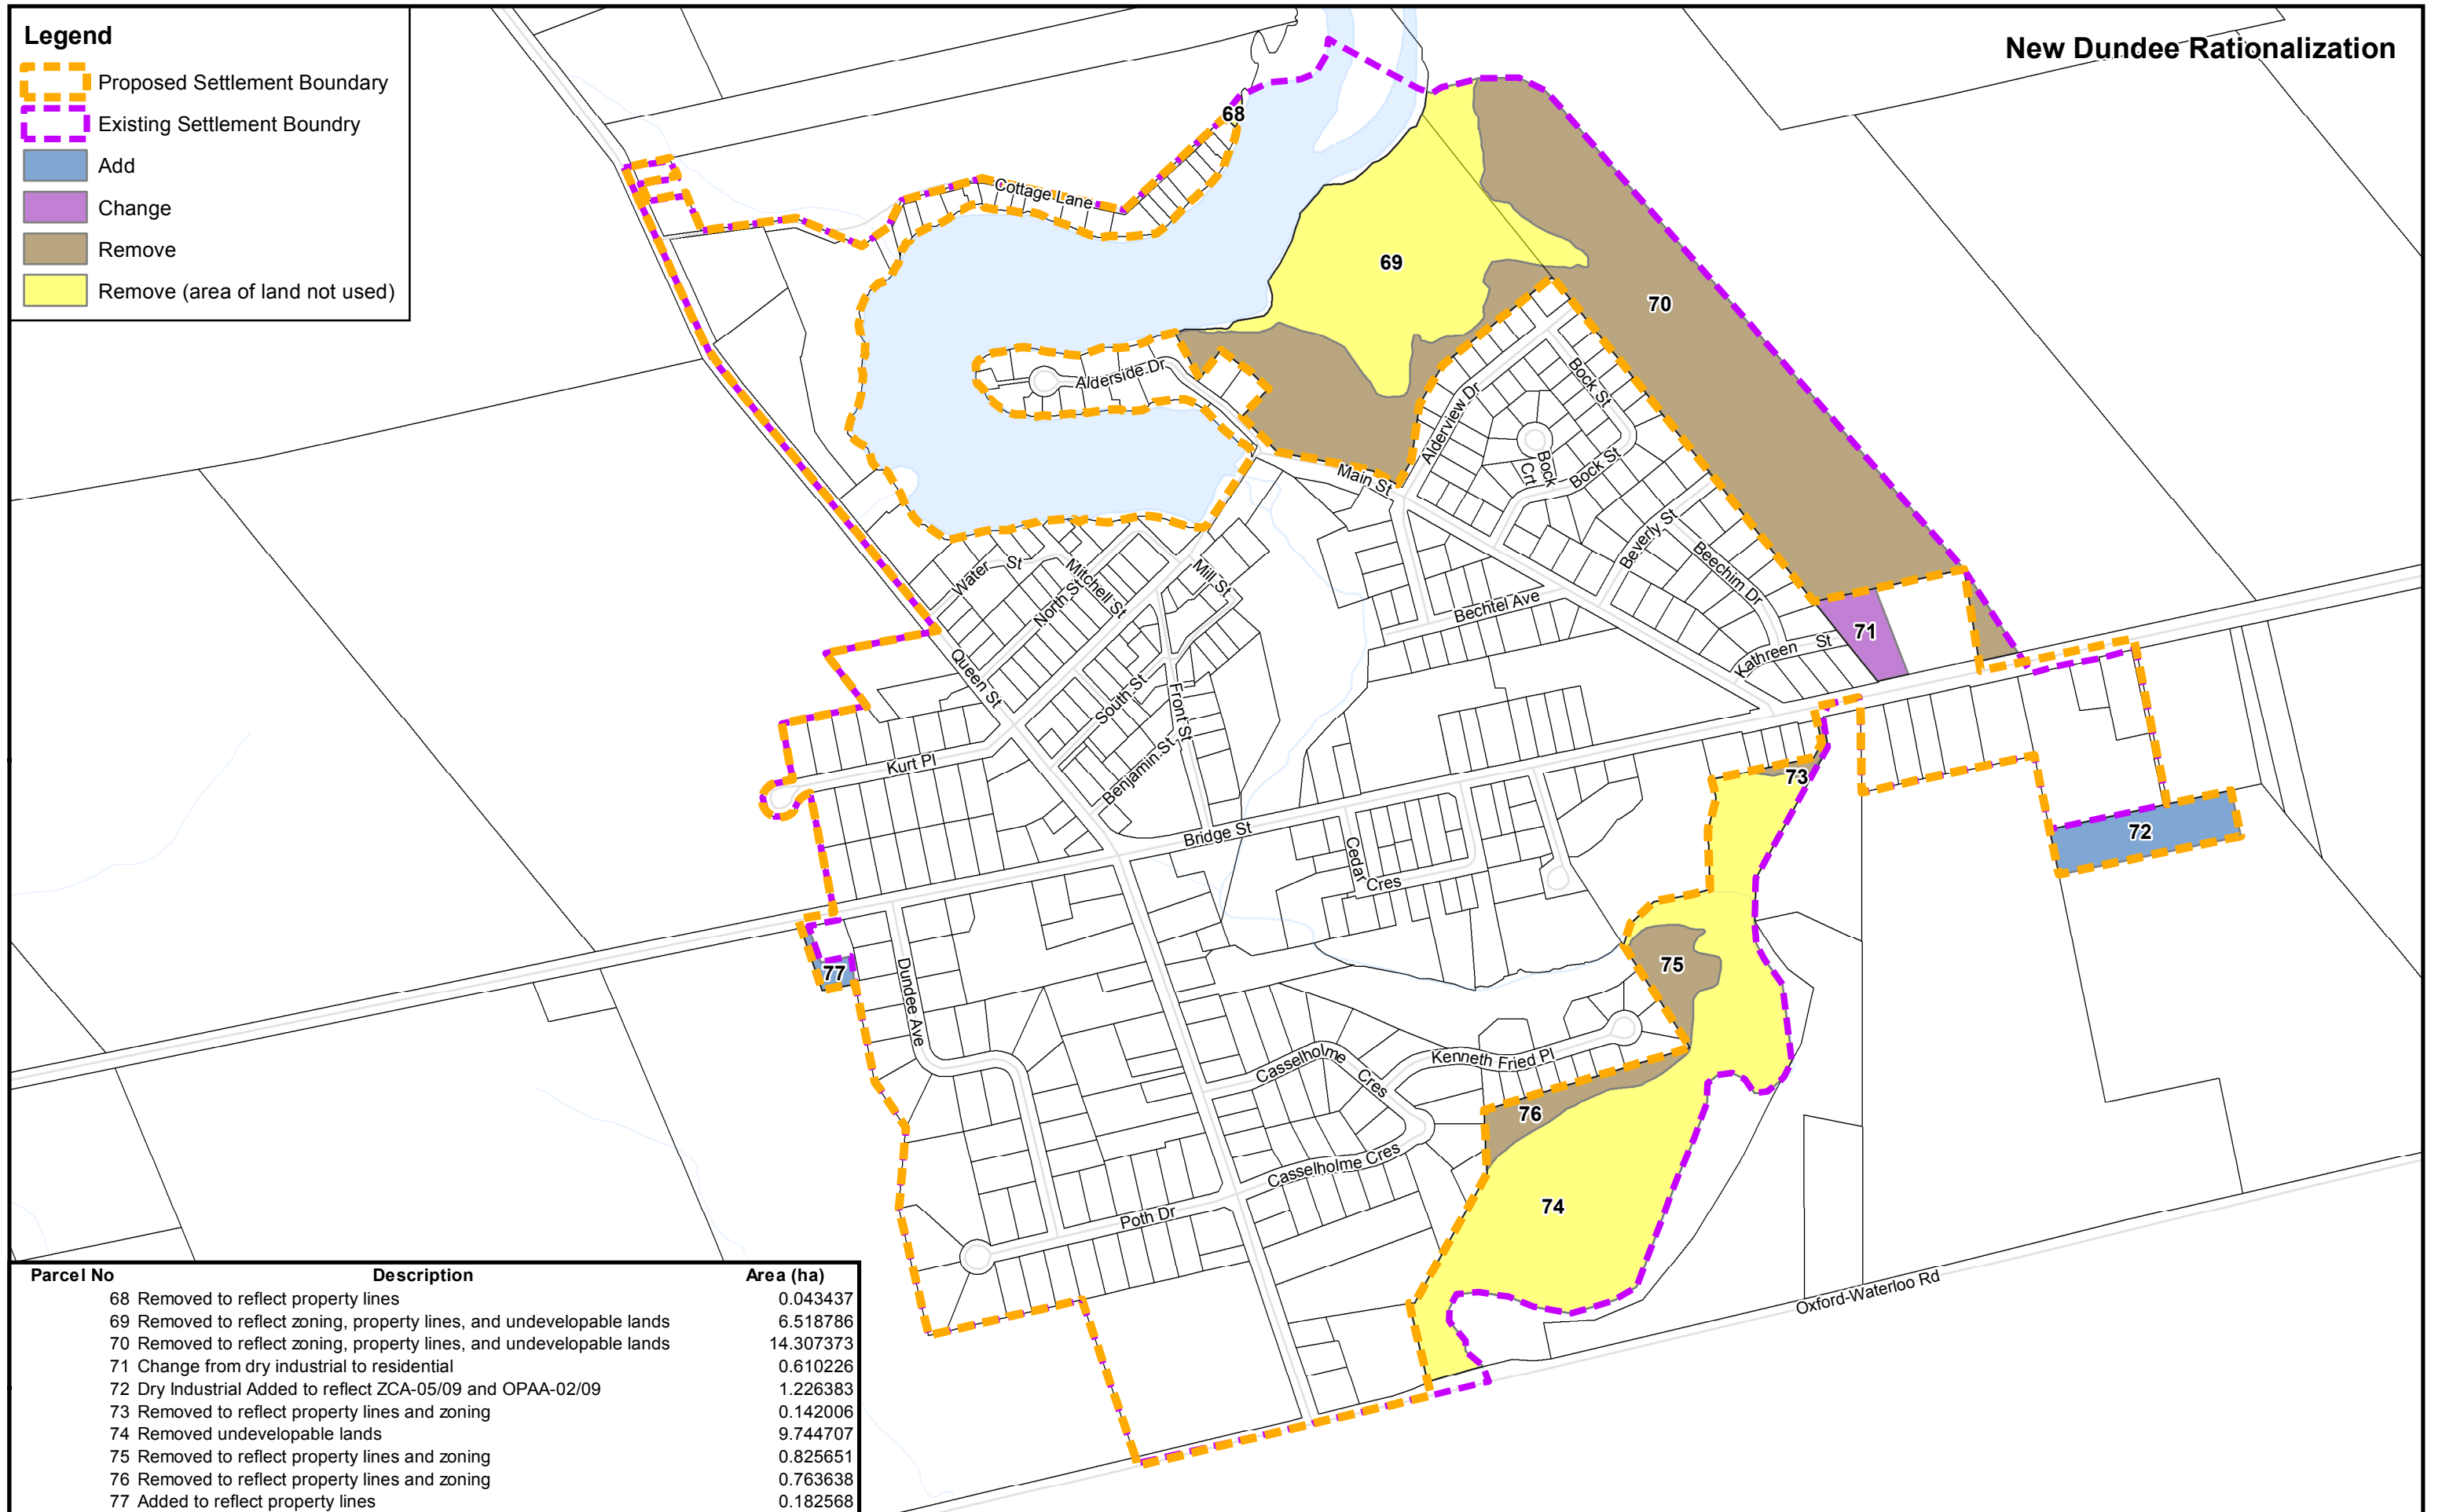 Legend
Proposed Settlement Boundary
Existing Settlement Boundry
Add
Change
Remove
Remove (area of land not used)
New Dundee Rationalization
68
Cottage Lane
69
70
Alderside Dr
Bock St
Alderview Dr
Bock Crt
Bock St
Main St
Beverly St
Beechim Dr
Water St
Mitchell St
North St
Mill St
Bechtel Ave
71
Kathreen St
Queen St
South St
Front St
Kurt Pl
Benjamin St
73
72
Bridge St
Cedar Cres
77
Dundee Ave
75
Casselholme Cres
Kenneth Fried Pl
76
Casselholme Cres
74
Poth Dr
Oxford-Waterloo Rd
Parcel No Description Area (ha)
68 Removed to reflect property lines 0.043437
69 Removed to reflect zoning, property lines, and undevelopable lands 6.518786
70 Removed to reflect zoning, property lines, and undevelopable lands 14.307373
71 Change from dry industrial to residential 0.610226
72 Dry Industrial Added to reflect ZCA-05/09 and OPAA-02/09 1.226383
73 Removed to reflect property lines and zoning 0.142006
74 Removed undevelopable lands 9.744707
75 Removed to reflect property lines and zoning 0.825651
76 Removed to reflect property lines and zoning 0.763638
77 Added to reflect property lines 0.182568